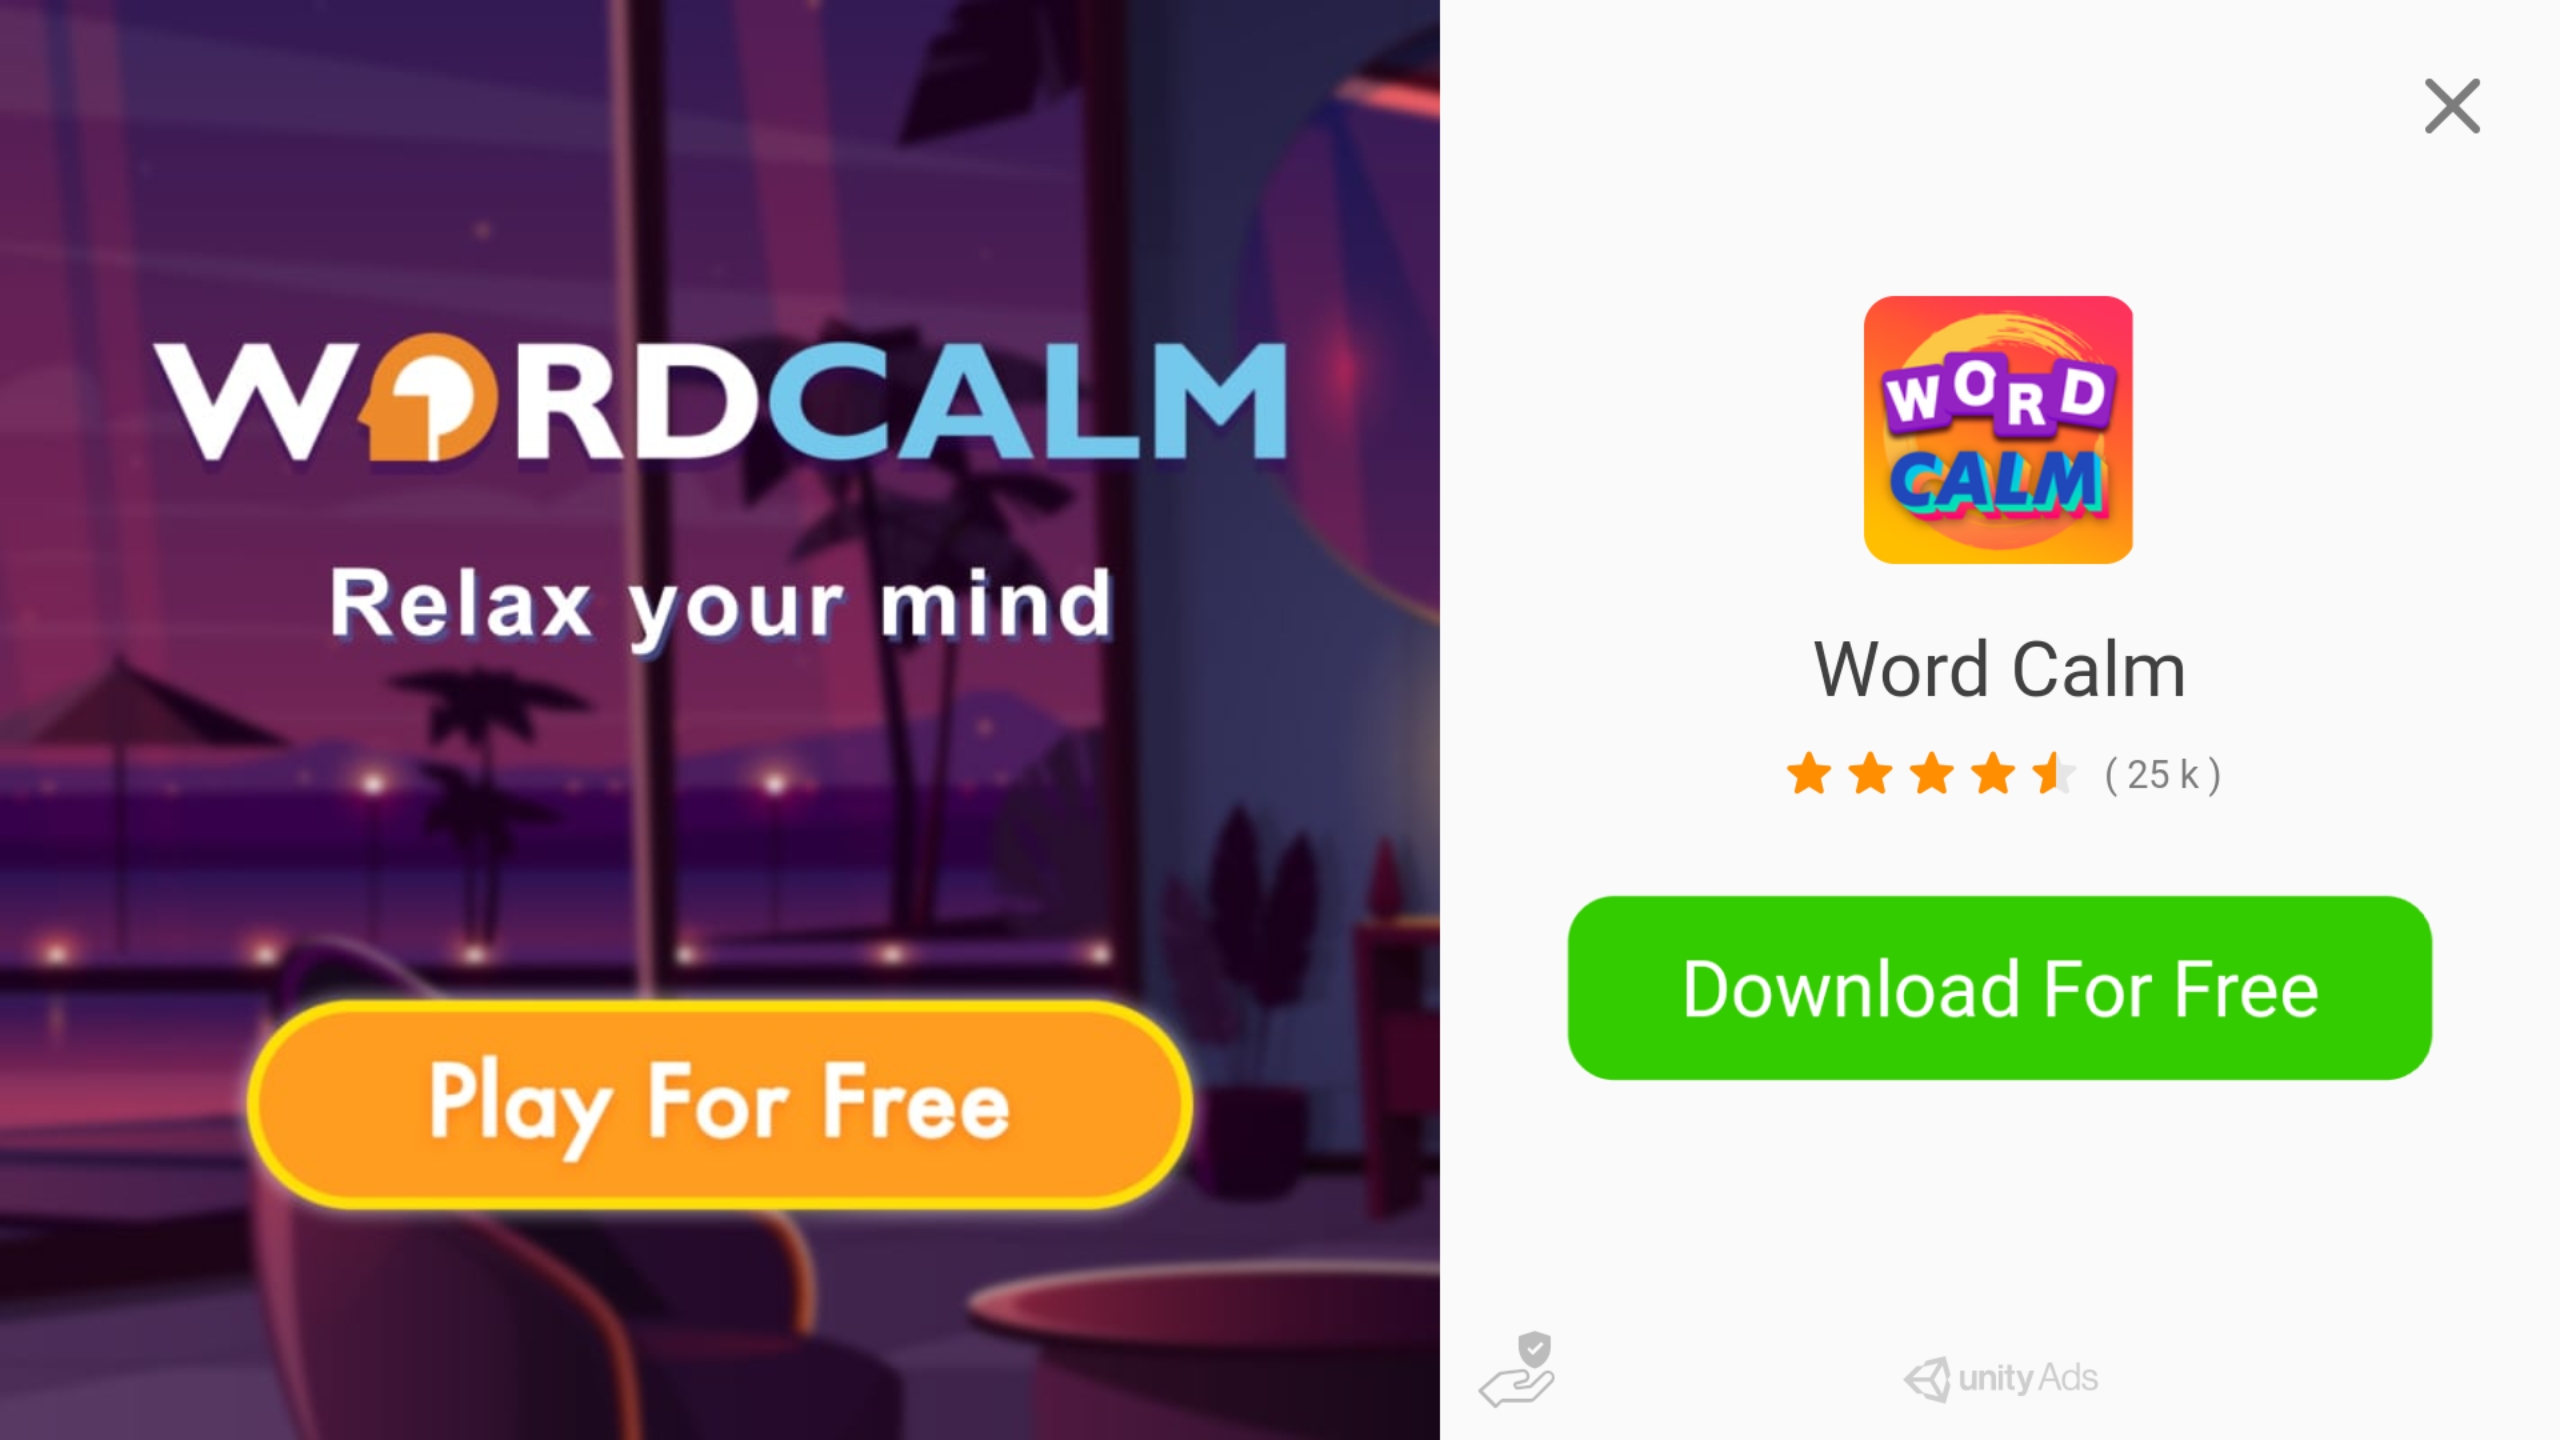 WORDCALM
Relax your mind
Play For Free
WORD
CALM
Word Calm
( 25 k )
Download For Free
unity Ads